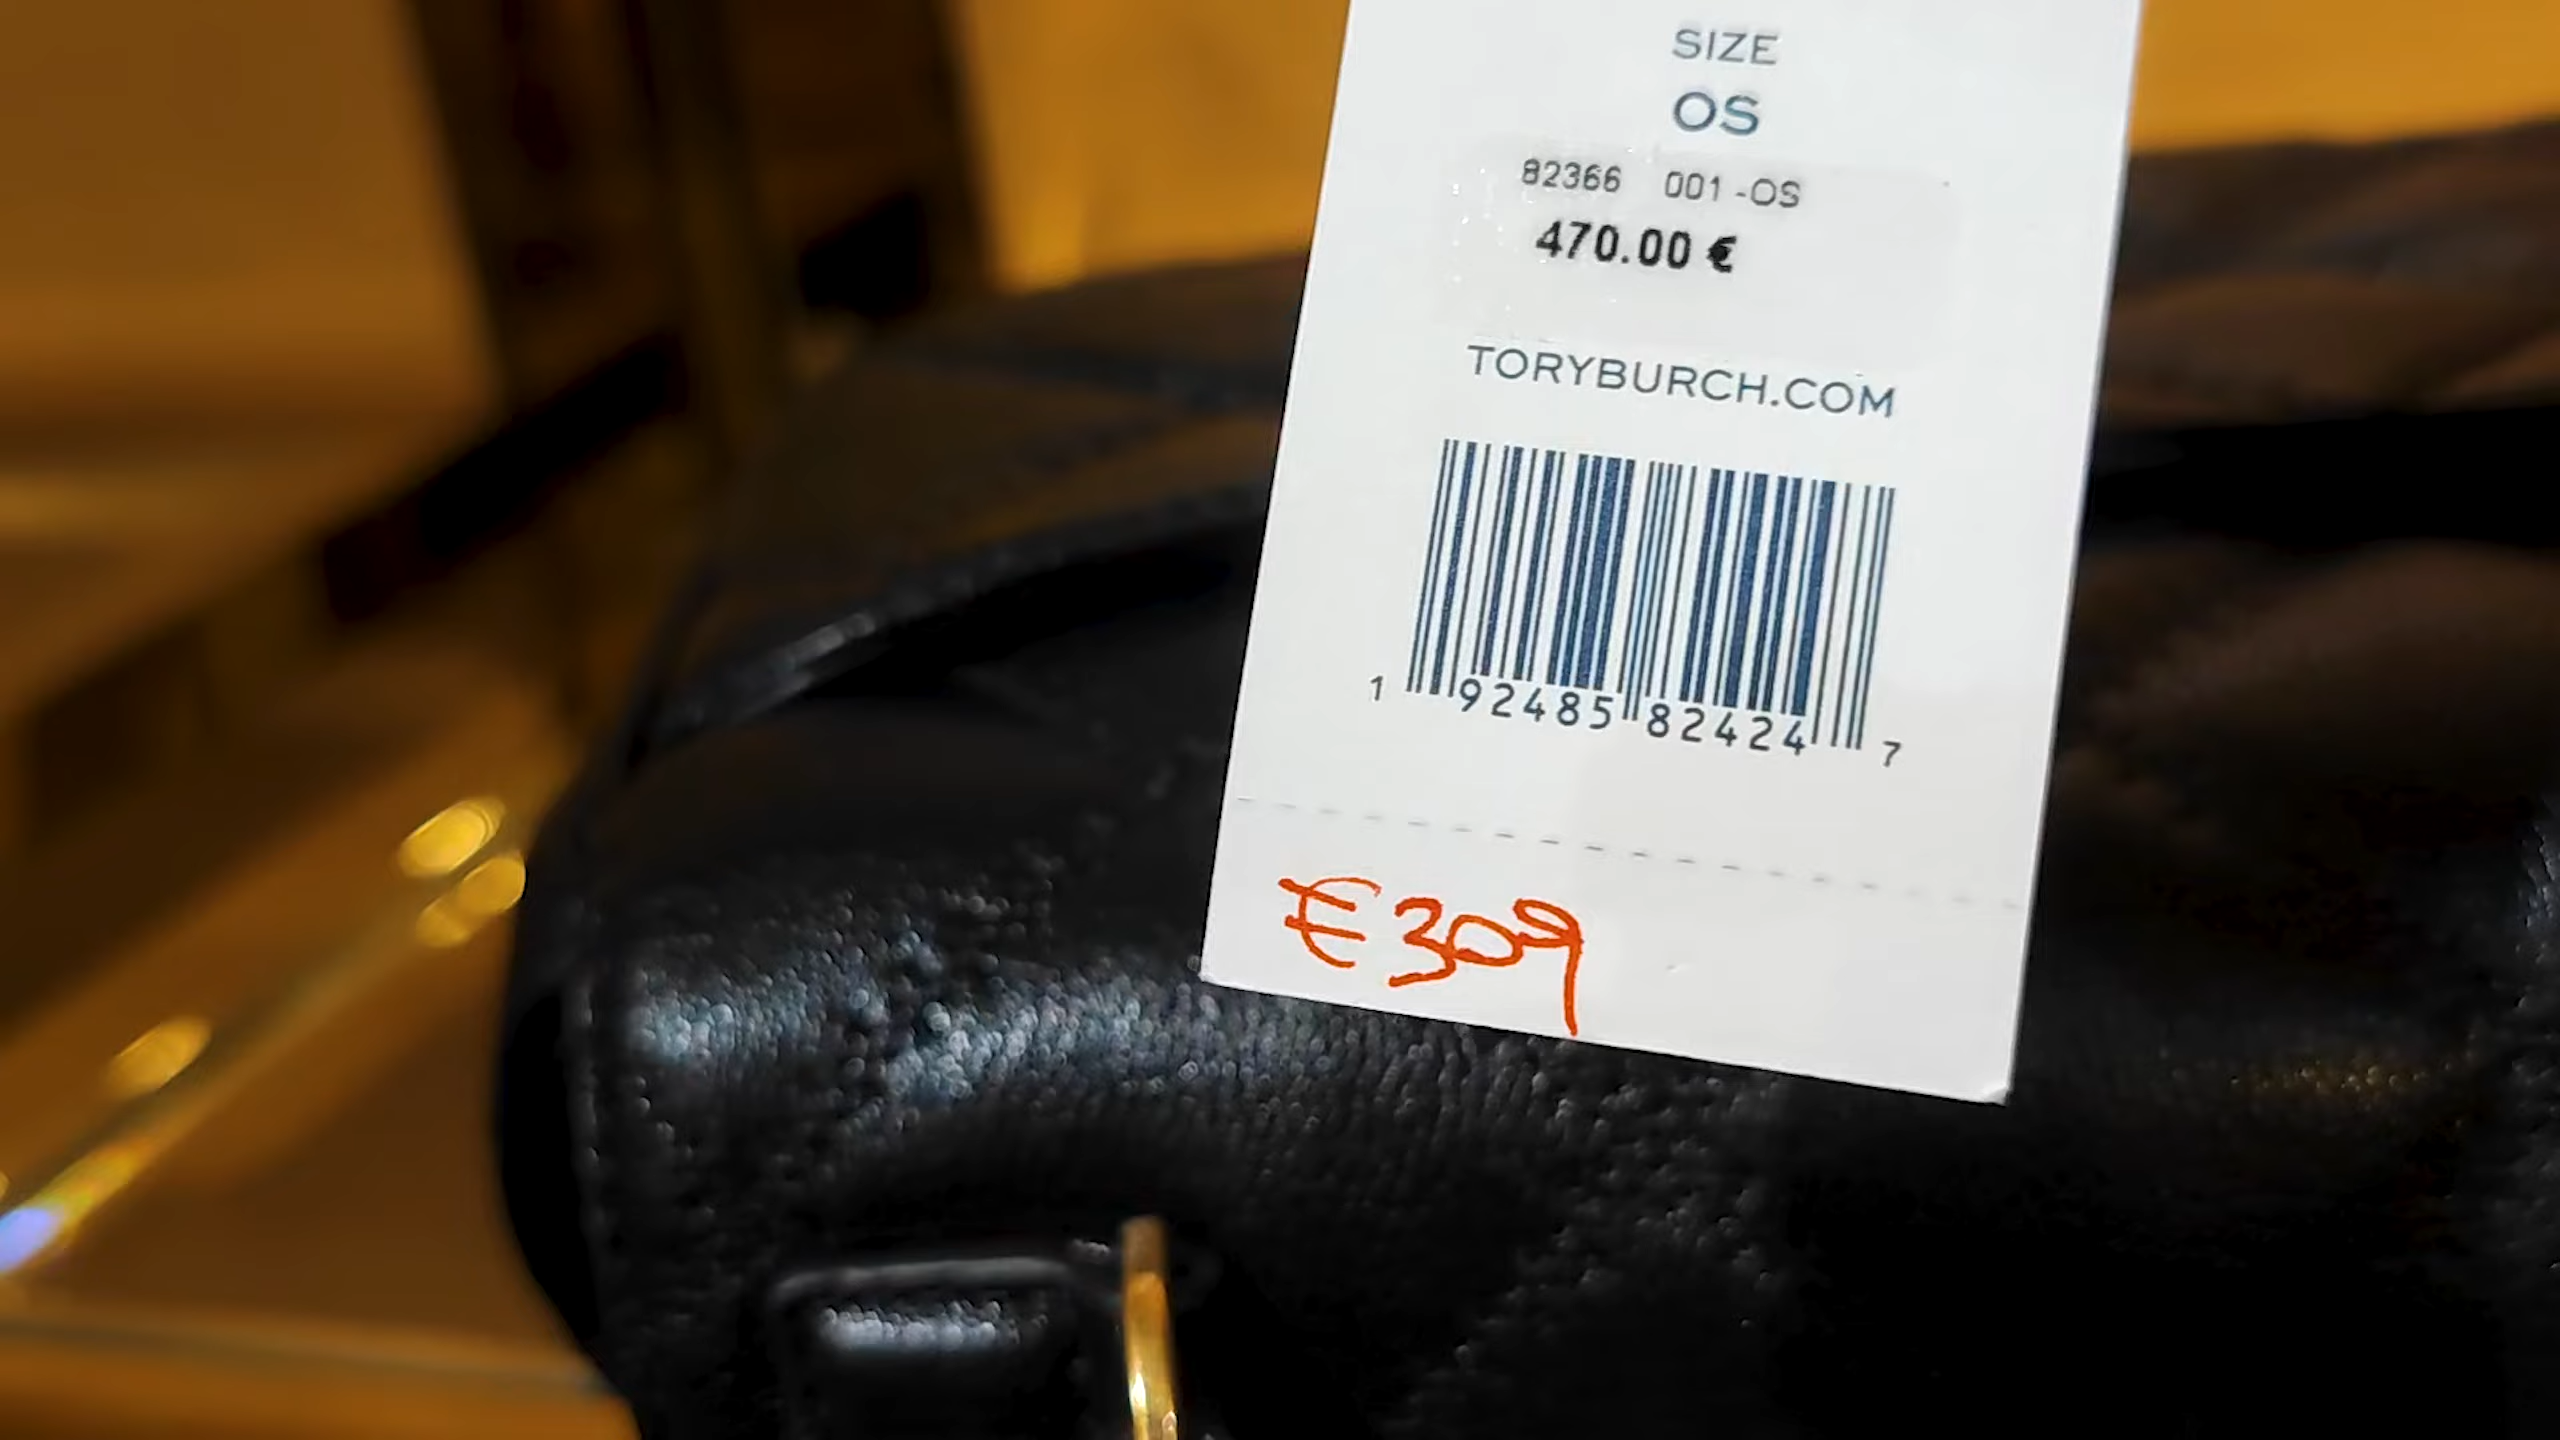 SIZE
OS
82366 001 -OS
470.00 €
TORYBURCH.COM
1 92485 82424 7
€309